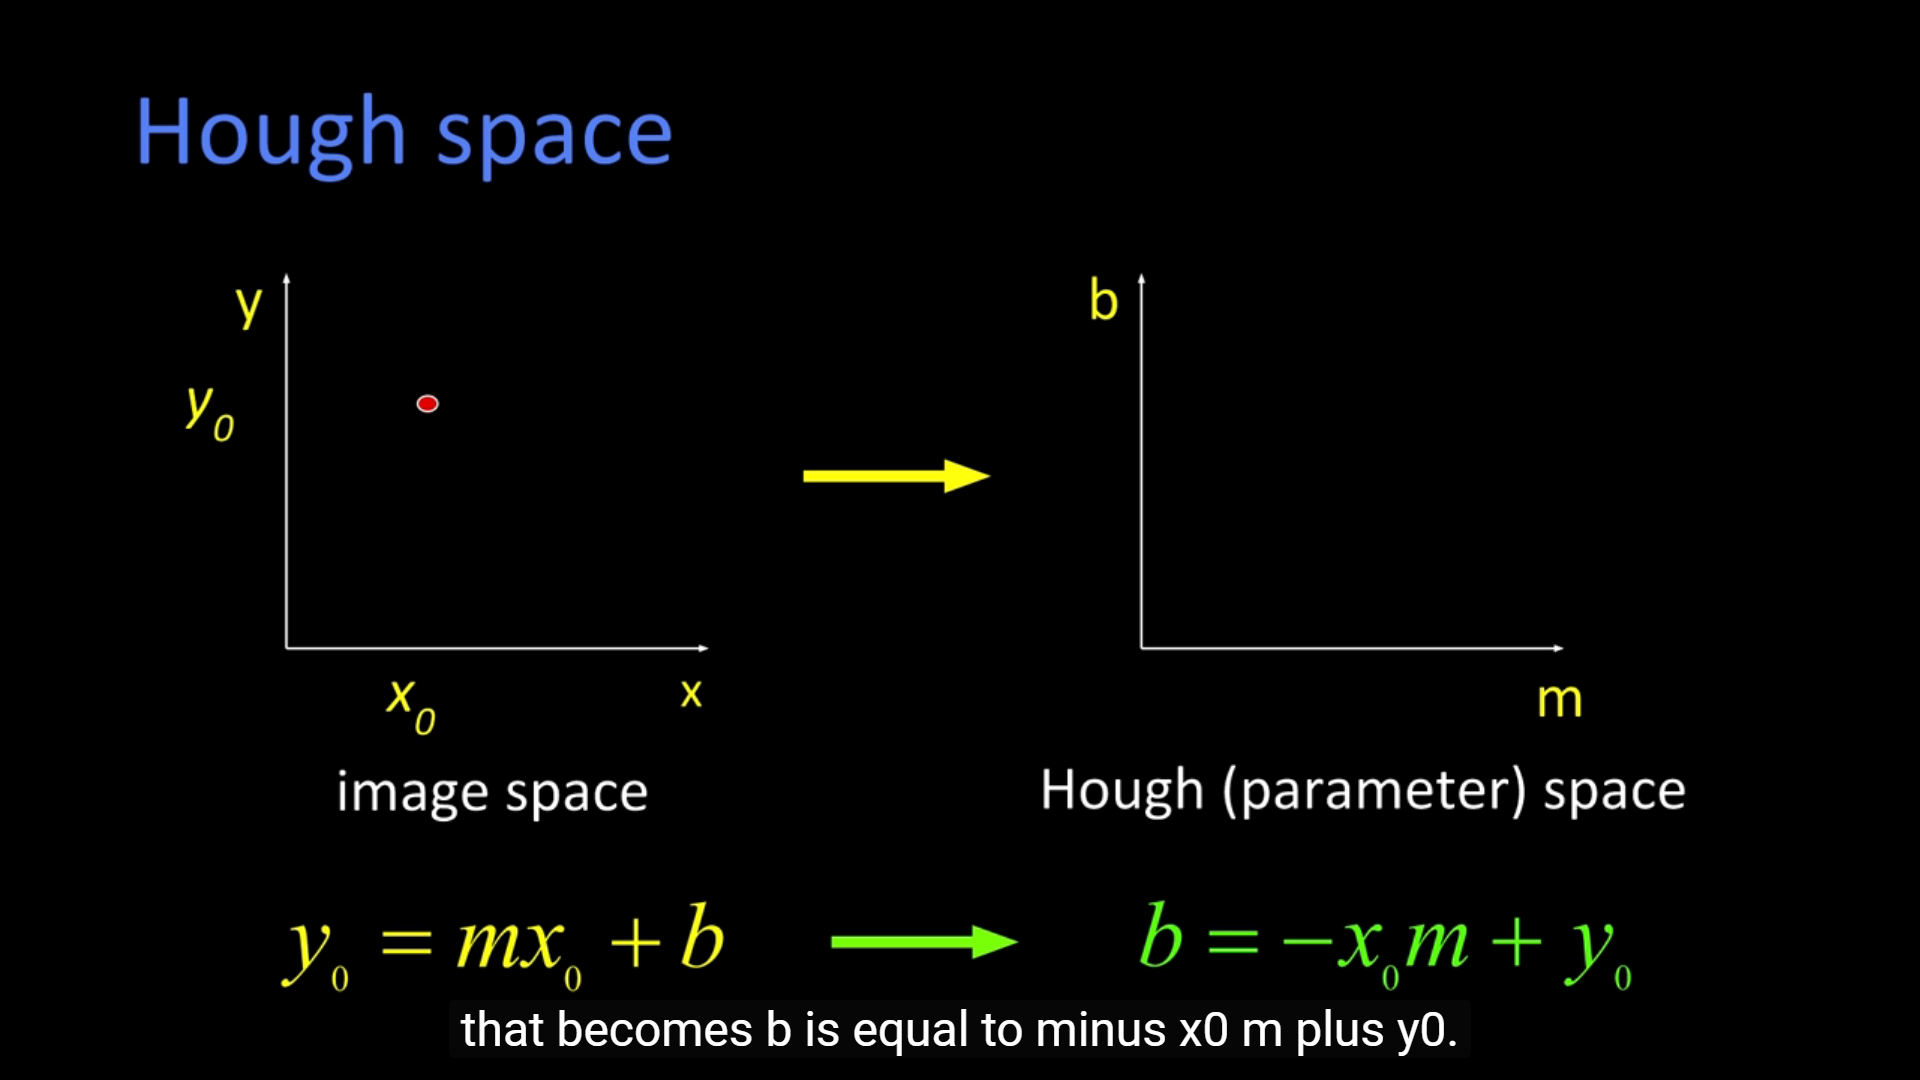 Hough space
y
y₀
x₀
x
image space
b
m
Hough (parameter) space
y₀ = mx₀ + b
b = −x₀m + y₀
that becomes b is equal to minus x0 m plus y0.